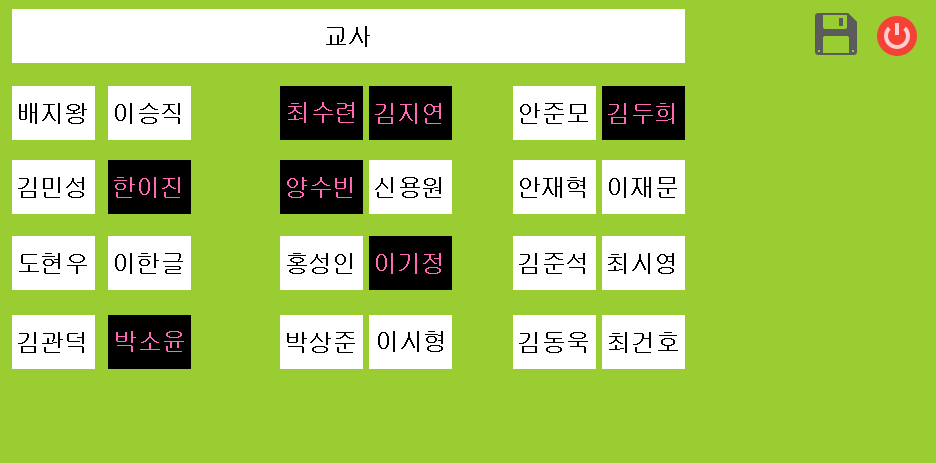 교사
배지왕 이승직 최수련 김지연 안준모 김두희
김민성 한이진 양수빈 신용원 안재혁 이재문
도현우 이한글 홍성인 이기정 김준석 최시영
김관덕 박소윤 박상준 이시형 김동욱 최건호